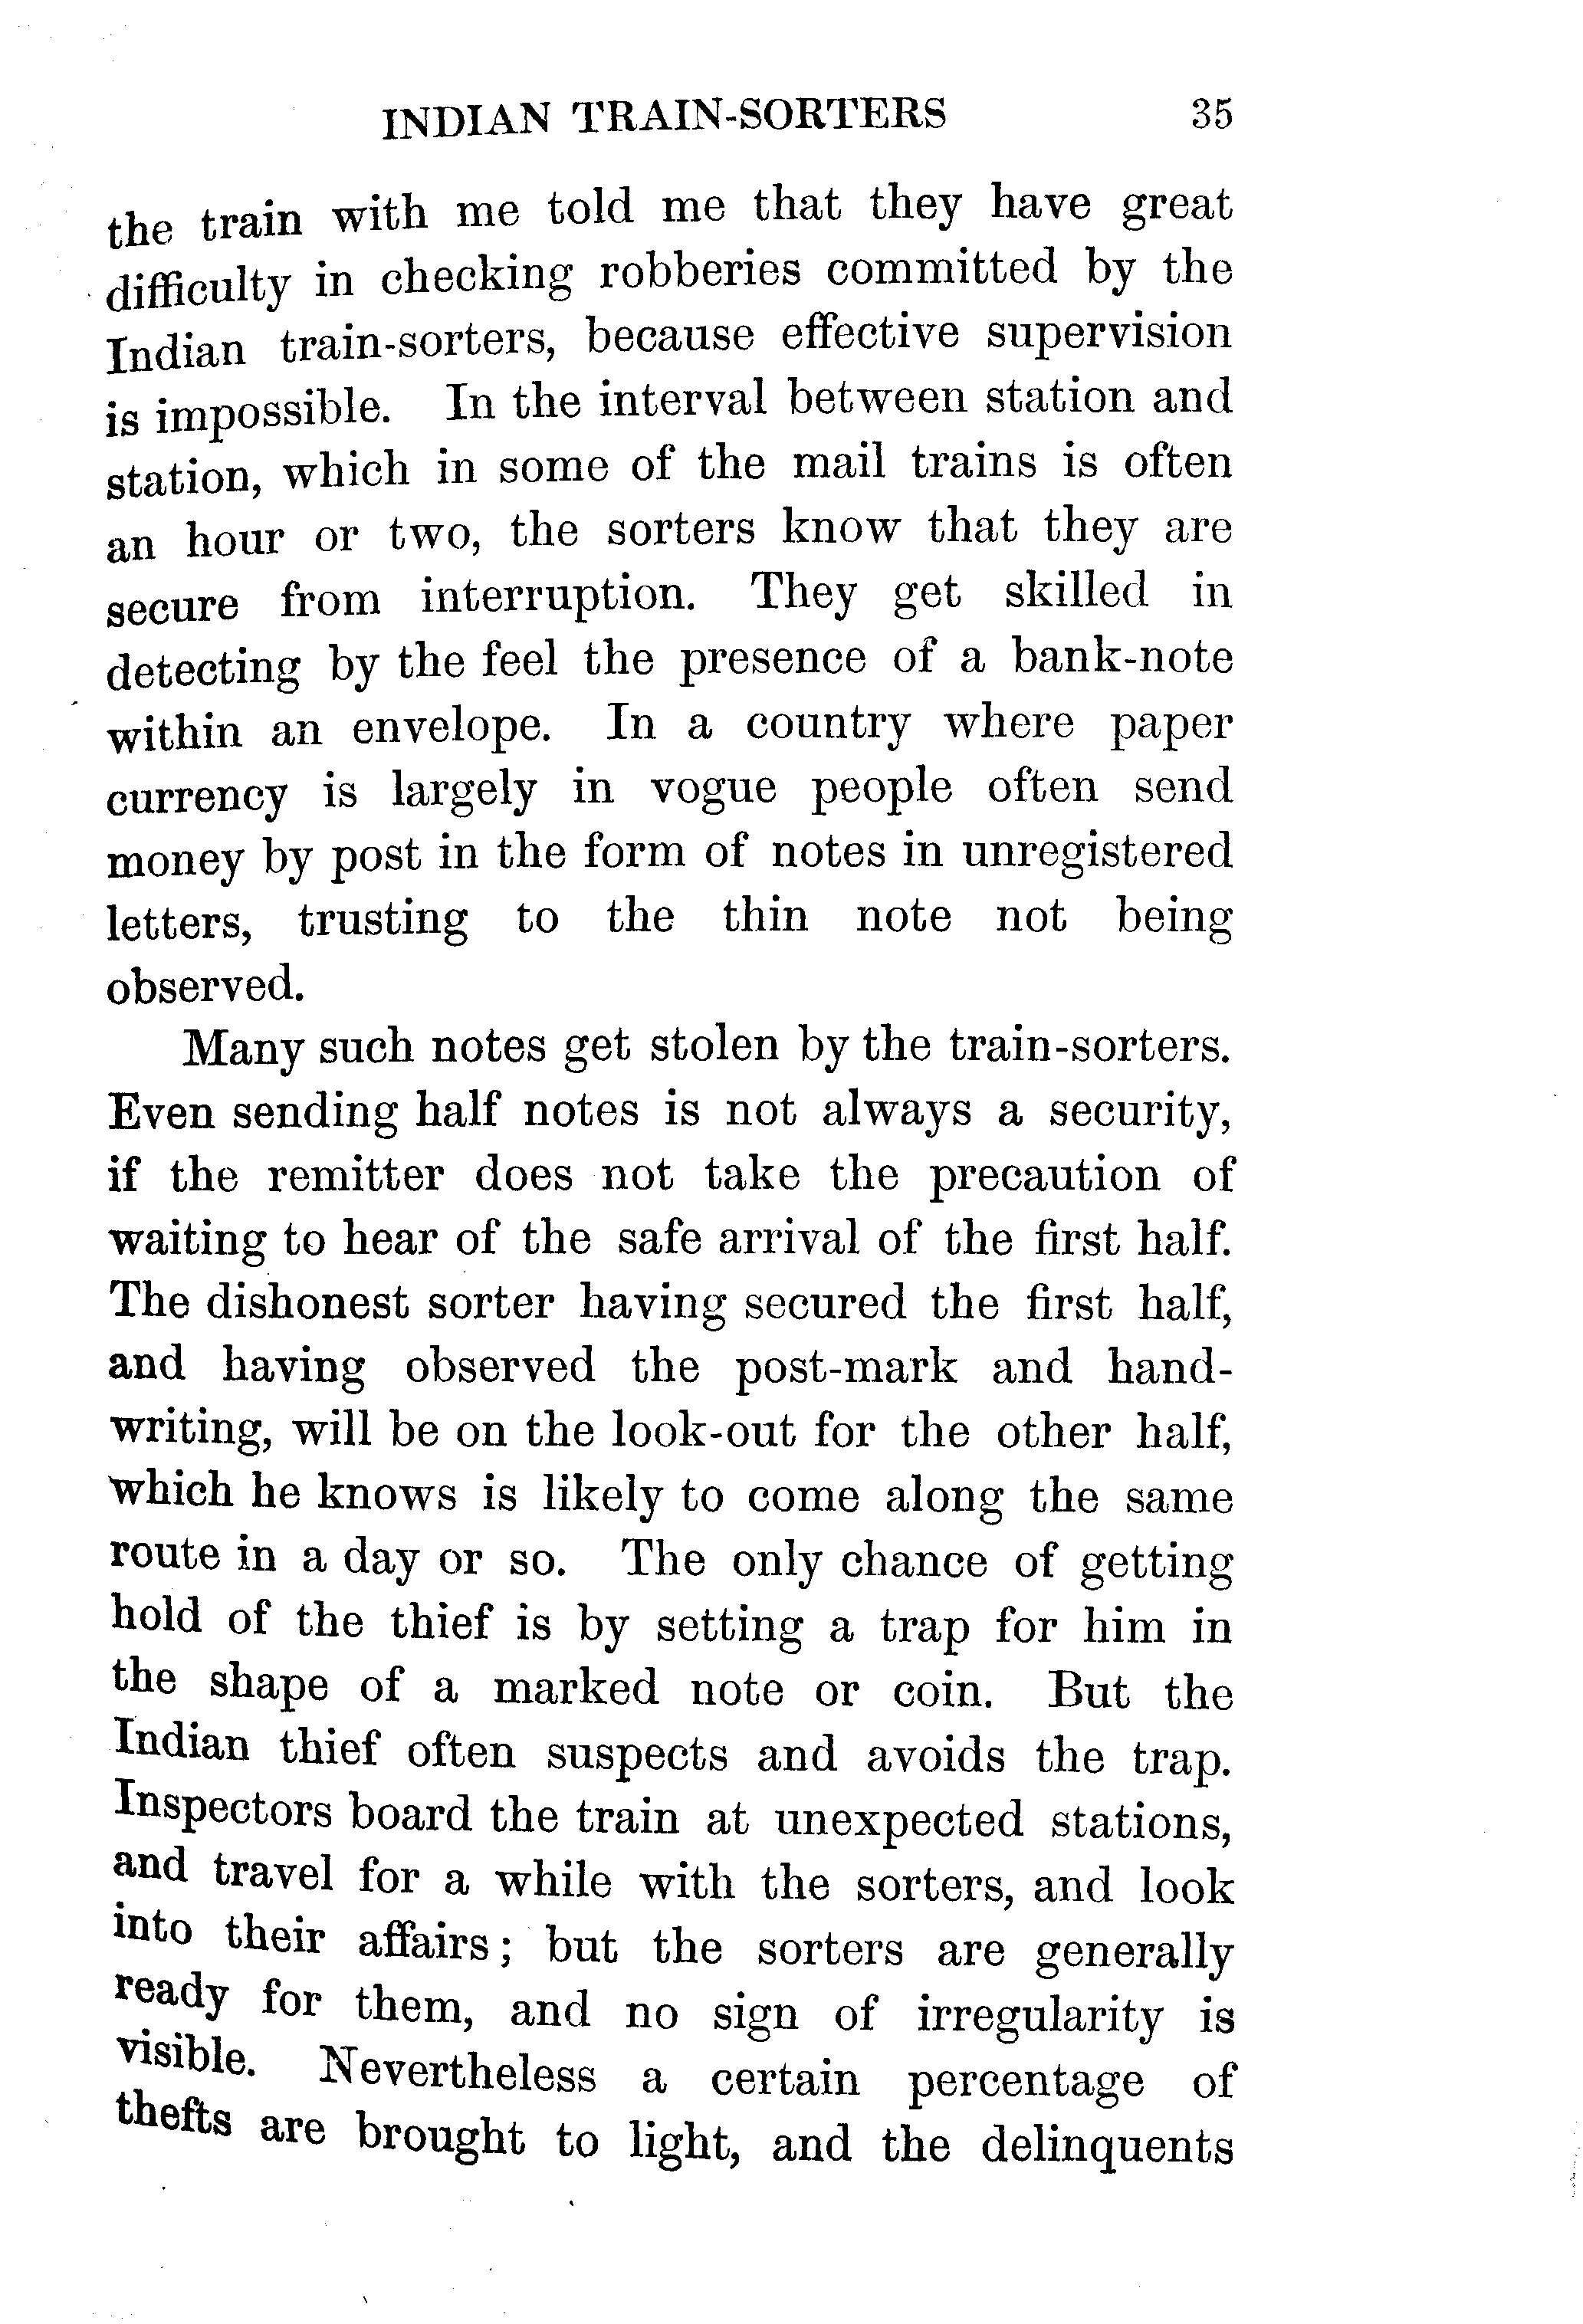 INDIAN TRAIN-SORTERS 35
the train with me told me that they have great
difficulty in checking robberies committed by the
Indian train-sorters, because effective supervision
is impossible. In the interval between station and
station, which in some of the mail trains is often
an hour or two, the sorters know that they are
secure from interruption. They get skilled in
detecting by the feel the presence of a bank-note
within an envelope. In a country where paper
currency is largely in vogue people often send
money by post in the form of notes in unregistered
letters, trusting to the thin note not being
observed.
Many such notes get stolen by the train-sorters.
Even sending half notes is not always a security,
if the remitter does not take the precaution of
waiting to hear of the safe arrival of the first half.
The dishonest sorter having secured the first half,
and having observed the post-mark and hand-
writing, will be on the look-out for the other half,
which he knows is likely to come along the same
route in a day or so. The only chance of getting
hold of the thief is by setting a trap for him in
the shape of a marked note or coin. But the
Indian thief often suspects and avoids the trap.
Inspectors board the train at unexpected stations,
and travel for a while with the sorters, and look
into their affairs; but the sorters are generally
ready for them, and no sign of irregularity is
visible. Nevertheless a certain percentage of
thefts are brought to light, and the delinquents